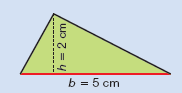 h = 2 cm
b = 5 cm